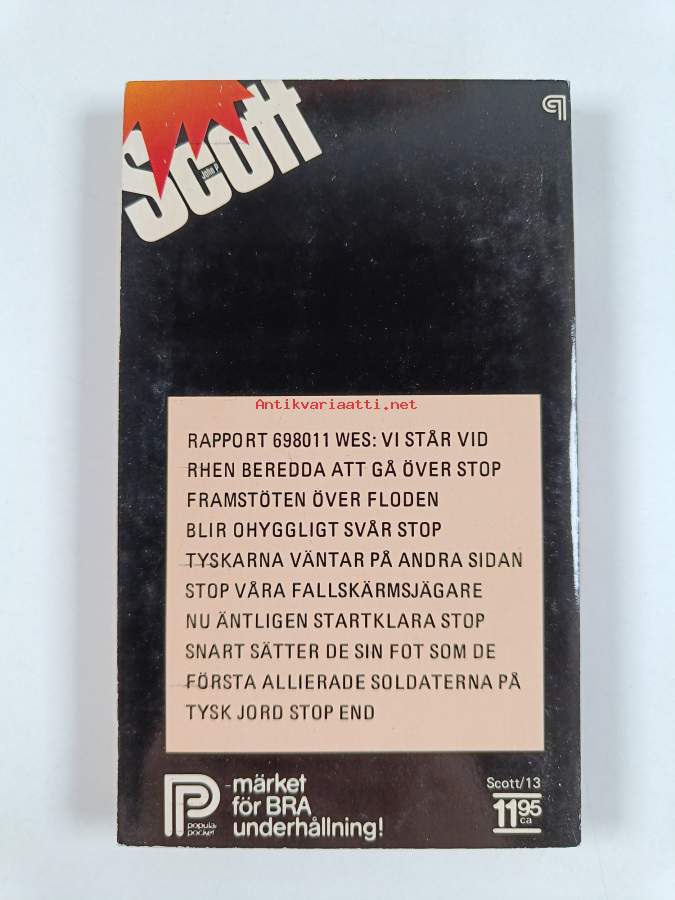 Scott
John P
Antikvariaatti.net
RAPPORT 698011 WES: VI STÅR VID
RHEN BEREDDA ATT GÅ ÖVER STOP
FRAMSTÖTEN ÖVER FLODEN
BLIR OHYGGLIGT SVÅR STOP
TYSKARNA VÄNTAR PÅ ANDRA SIDAN
STOP VÅRA FALLSKÄRMSJÄGARE
NU ÄNTLIGEN STARTKLARA STOP
SNART SÄTTER DE SIN FOT SOM DE
FÖRSTA ALLIERADE SOLDATERNA PÅ
TYSK JORD STOP END
-märket
för BRA
underhållning!
populär
pocket
Scott/13
1195
ca